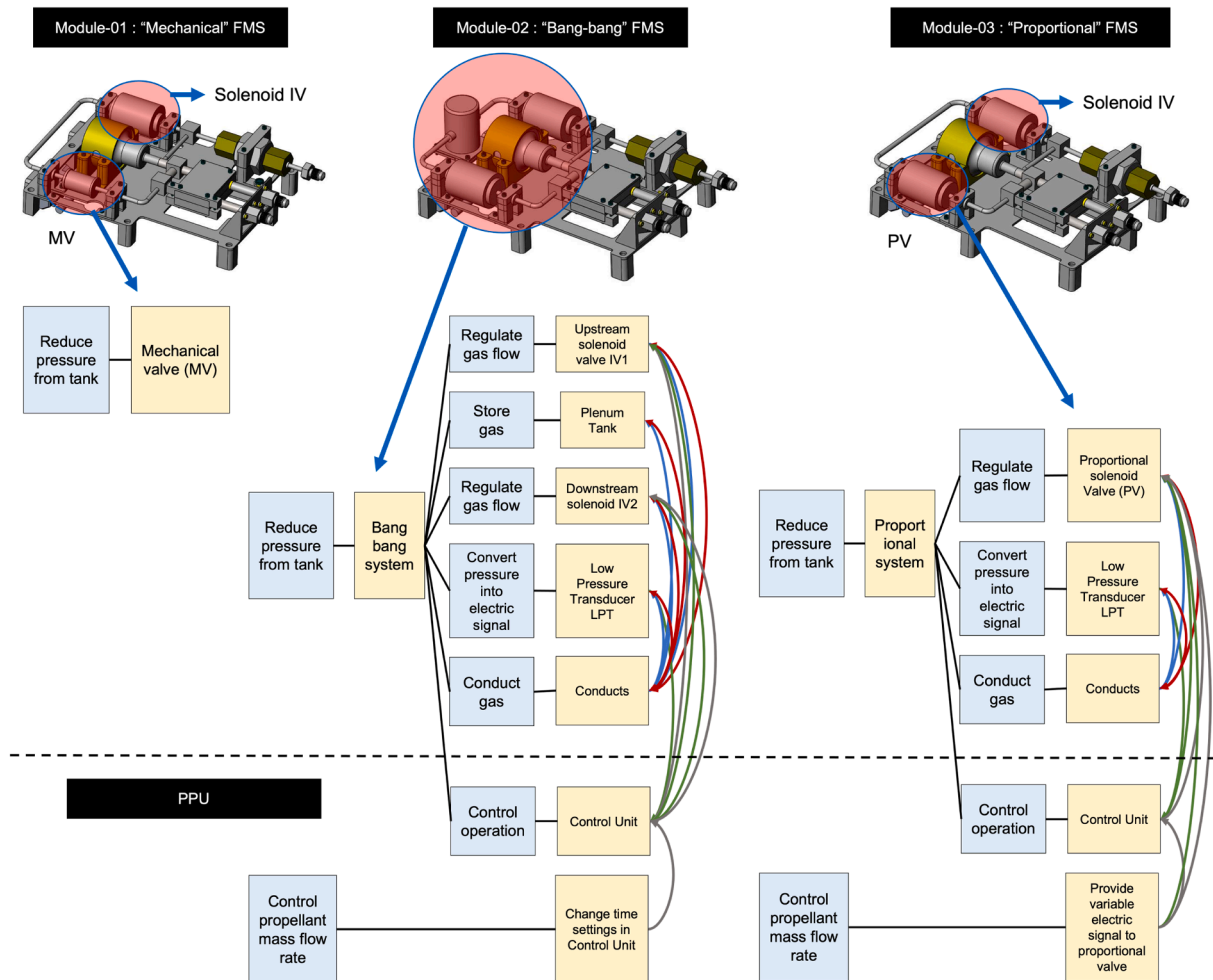 Module-01 : “Mechanical” FMS
Module-02 : “Bang-bang” FMS
Module-03 : “Proportional” FMS
Solenoid IV
Solenoid IV
MV
PV
Reduce
pressure
from tank
Mechanical
valve (MV)
Reduce
pressure
from tank
Bang
bang
system
Regulate
gas flow
Upstream
solenoid
valve IV1
Store
gas
Plenum
Tank
Regulate
gas flow
Downstream
solenoid IV2
Convert
pressure
into
electric
signal
Low
Pressure
Transducer
LPT
Conduct
gas
Conducts
Reduce
pressure
from tank
Proport
ional
system
Regulate
gas flow
Proportional
solenoid
Valve (PV)
Convert
pressure
into
electric
signal
Low
Pressure
Transducer
LPT
Conduct
gas
Conducts
PPU
Control
operation
Control Unit
Control
propellant
mass flow
rate
Change time
settings in
Control Unit
Control
operation
Control Unit
Control
propellant
mass flow
rate
Provide
variable
electric
signal to
proportional
valve